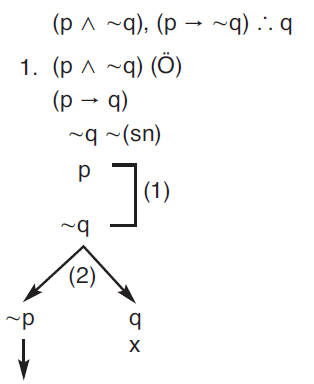 (p ∧ ~q), (p → ~q) ∴ q
1. (p ∧ ~q) (Ö)
(p → q)
~q ~(sn)
p
(1)
~q
(2)
~p q
x